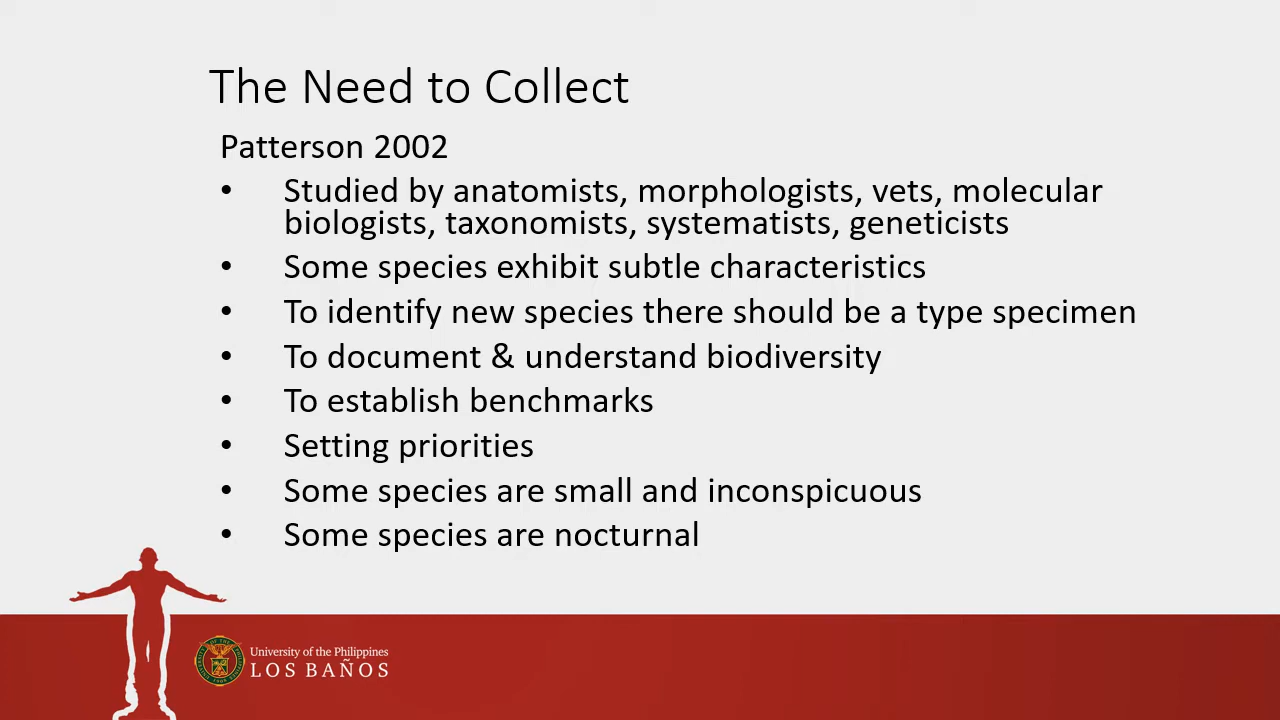 The Need to Collect
Patterson 2002
• Studied by anatomists, morphologists, vets, molecular
biologists, taxonomists, systematists, geneticists
• Some species exhibit subtle characteristics
• To identify new species there should be a type specimen
• To document & understand biodiversity
• To establish benchmarks
• Setting priorities
• Some species are small and inconspicuous
• Some species are nocturnal
University of the Philippines
LOS BAÑOS